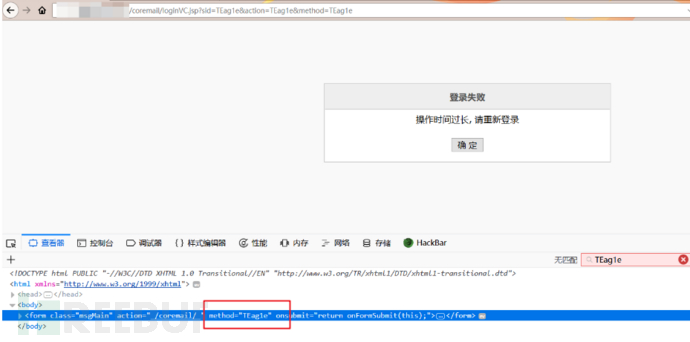 /coremail/loginVC.jsp?sid=TEag1e&action=TEag1e&method=TEag1e
登录失败
操作时间过长, 请重新登录
确 定
查看器 控制台 调试器 {} 样式编辑器 性能 内存 网络 存储 HackBar
+ 无匹配 TEag1e
<!DOCTYPE html PUBLIC "-//W3C//DTD XHTML 1.0 Transitional//EN" "http://www.w3.org/TR/xhtml1/DTD/xhtml1-transitional.dtd">
<html xmlns="http://www.w3.org/1999/xhtml">
<head>…</head>
<body>
<form class="msgMain" action=" /coremail/ " method="TEag1e" onsubmit="return onFormSubmit(this);">…</form>
</body>